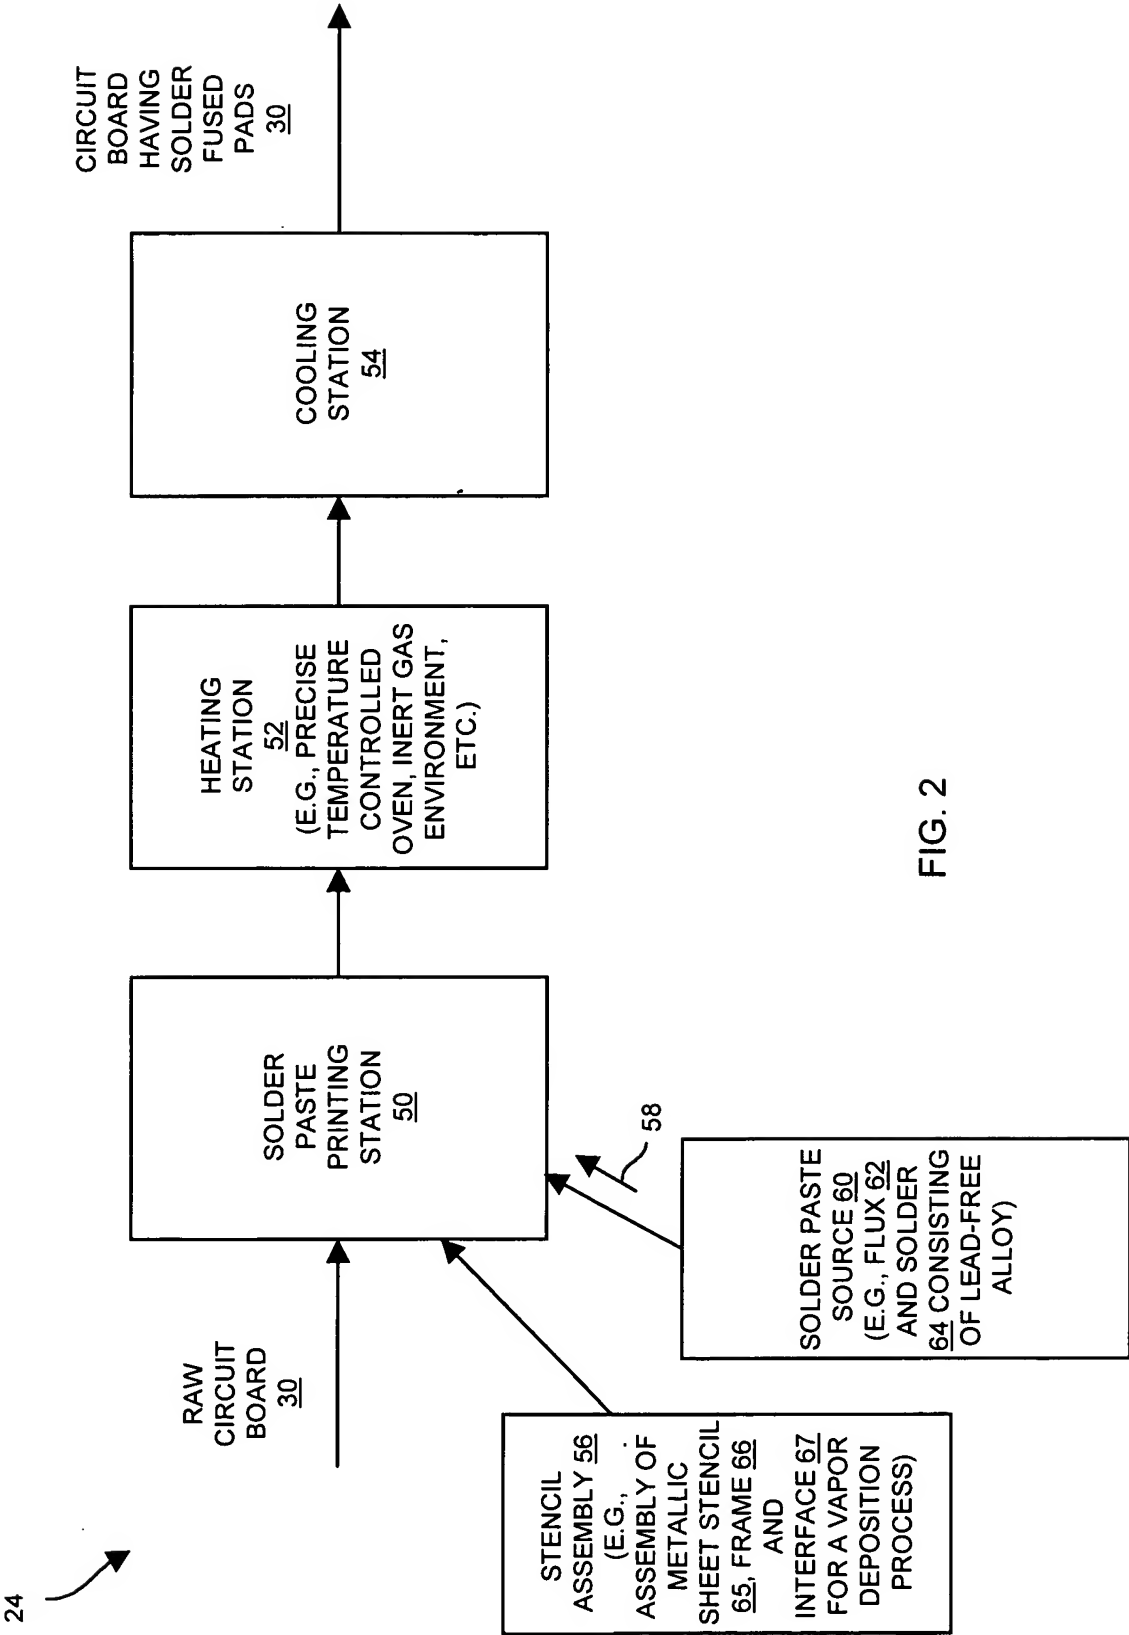 24
RAW
CIRCUIT
BOARD
30
STENCIL
ASSEMBLY 56
(E.G.,
ASSEMBLY OF
METALLIC
SHEET STENCIL
65, FRAME 66
AND
INTERFACE 67
FOR A VAPOR
DEPOSITION
PROCESS)
SOLDER PASTE
SOURCE 60
(E.G., FLUX 62
AND SOLDER
64 CONSISTING
OF LEAD-FREE
ALLOY)
58
SOLDER
PASTE
PRINTING
STATION
50
HEATING
STATION
52
(E.G., PRECISE
TEMPERATURE
CONTROLLED
OVEN, INERT GAS
ENVIRONMENT,
ETC.)
COOLING
STATION
54
CIRCUIT
BOARD
HAVING
SOLDER
FUSED
PADS
30
FIG. 2